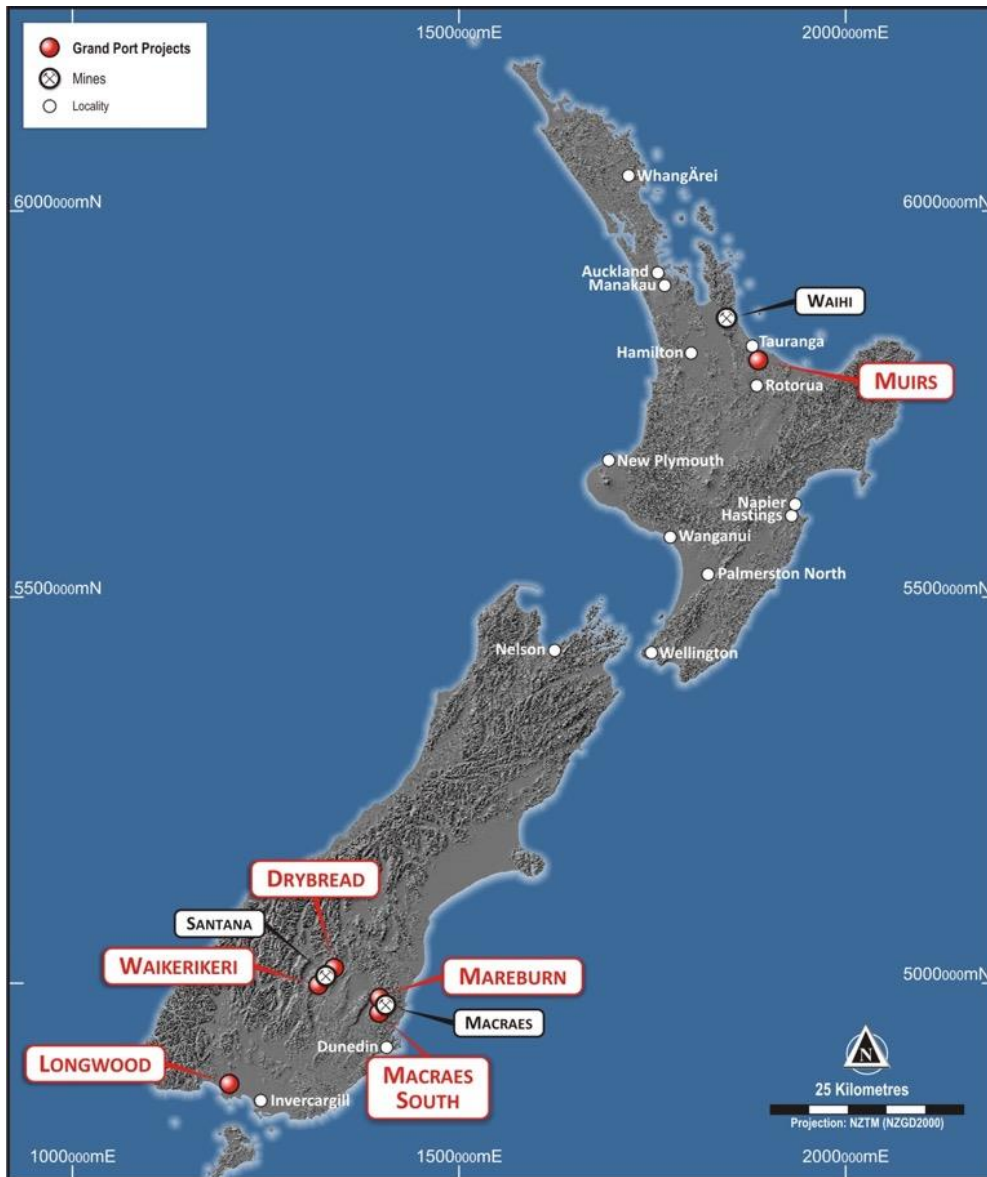 1500000mE
2000000mE
Grand Port Projects
Mines
Locality
WhangÄrei
6000000mN
6000000mN
Auckland
Manakau
WAIHI
Tauranga
Hamilton
MUIRS
Rotorua
New Plymouth
Napier
Hastings
Wanganui
Palmerston North
5500000mN
5500000mN
Nelson
Wellington
DRYBREAD
SANTANA
WAIKERIKERI
MAREBURN
5000000mN
MACRAES
Dunedin
LONGWOOD
MACRAES
SOUTH
Invercargill
N
25 Kilometres
Projection: NZTM (NZGD2000)
1000000mE
1500000mE
2000000mE